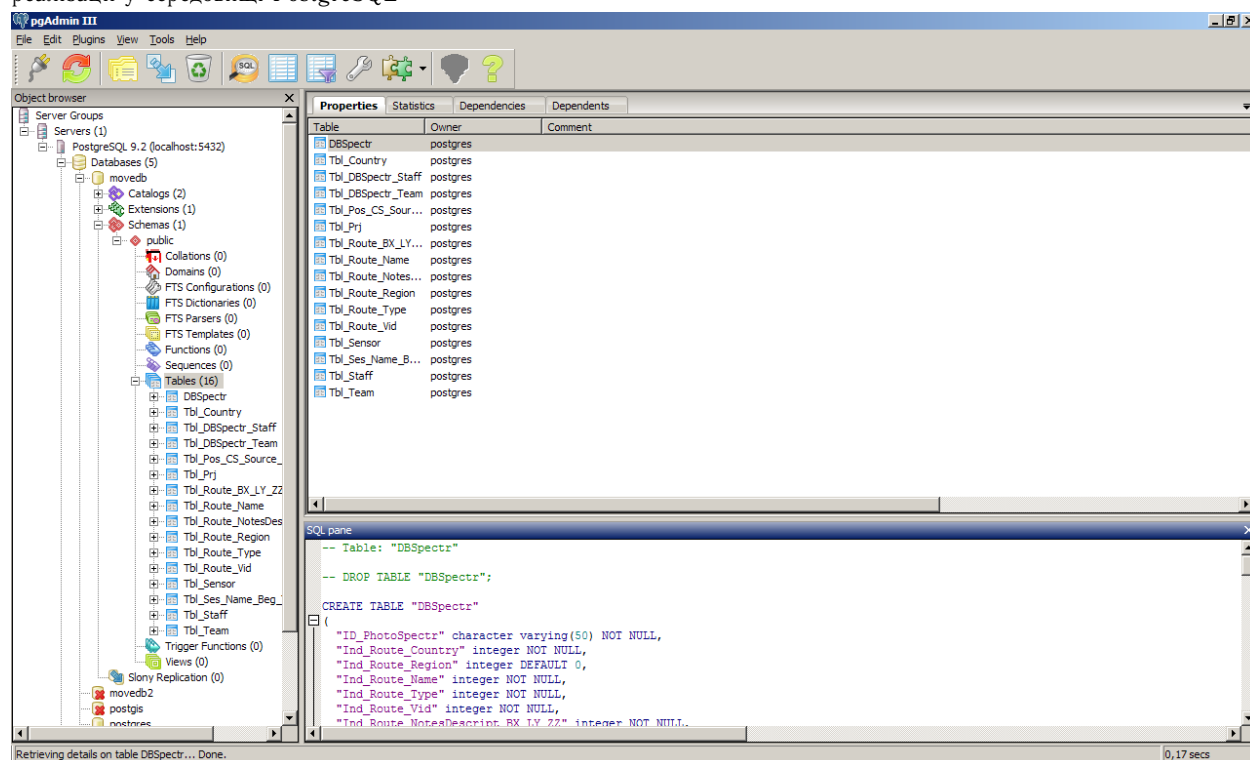 реалізації у середовищі PostgreSQL
pgAdmin III
File Edit Plugins View Tools Help
SQL
Object browser
Server Groups
Servers (1)
PostgreSQL 9.2 (localhost:5432)
Databases (5)
movedb
Catalogs (2)
Extensions (1)
Schemas (1)
public
Collations (0)
Domains (0)
FTS Configurations (0)
FTS Dictionaries (0)
FTS Parsers (0)
FTS Templates (0)
Functions (0)
Sequences (0)
Tables (16)
DBSpectr
Tbl_Country
Tbl_DBSpectr_Staff
Tbl_DBSpectr_Team
Tbl_Pos_CS_Source_
Tbl_Prj
Tbl_Route_BX_LY_ZZ
Tbl_Route_Name
Tbl_Route_NotesDes
Tbl_Route_Region
Tbl_Route_Type
Tbl_Route_Vid
Tbl_Sensor
Tbl_Ses_Name_Beg_
Tbl_Staff
Tbl_Team
Trigger Functions (0)
Views (0)
Slony Replication (0)
movedb2
postgis
postgres
Properties Statistics Dependencies Dependents
Table Owner Comment
DBSpectr postgres
Tbl_Country postgres
Tbl_DBSpectr_Staff postgres
Tbl_DBSpectr_Team postgres
Tbl_Pos_CS_Sour... postgres
Tbl_Prj postgres
Tbl_Route_BX_LY... postgres
Tbl_Route_Name postgres
Tbl_Route_Notes... postgres
Tbl_Route_Region postgres
Tbl_Route_Type postgres
Tbl_Route_Vid postgres
Tbl_Sensor postgres
Tbl_Ses_Name_B... postgres
Tbl_Staff postgres
Tbl_Team postgres
SQL pane
-- Table: "DBSpectr"
-- DROP TABLE "DBSpectr";
CREATE TABLE "DBSpectr"
(
"ID_PhotoSpectr" character varying(50) NOT NULL,
"Ind_Route_Country" integer NOT NULL,
"Ind_Route_Region" integer DEFAULT 0,
"Ind_Route_Name" integer NOT NULL,
"Ind_Route_Type" integer NOT NULL,
"Ind_Route_Vid" integer NOT NULL,
"Ind_Route_NotesDescript_BX_LY_ZZ" integer NOT NULL,
Retrieving details on table DBSpectr... Done.
0,17 secs